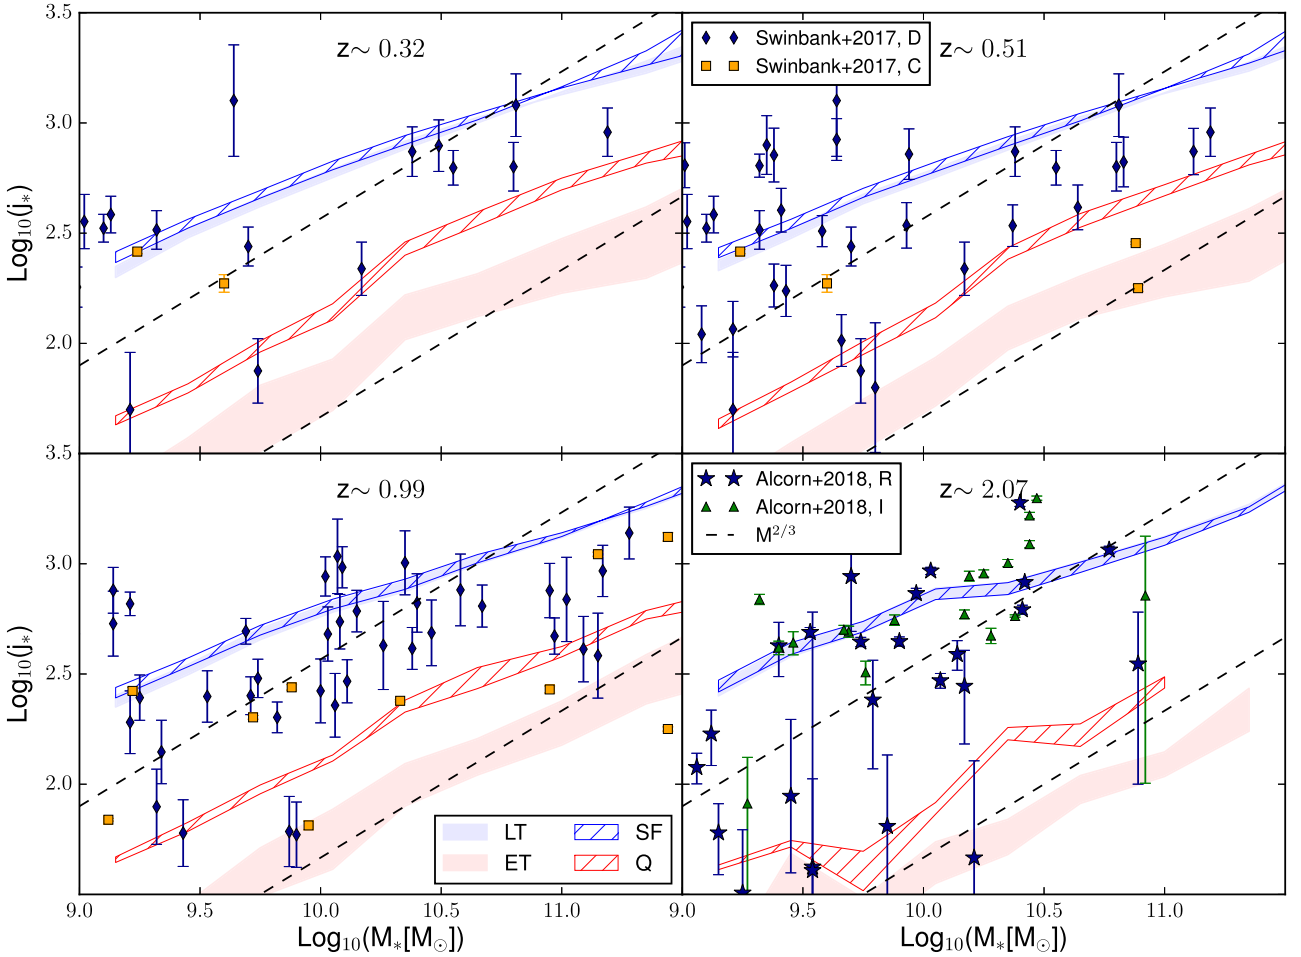 3.5
z~ 0.32
3.0
2.5
2.0
3.5
Log₁₀(j*)
Swinbank+2017, D
Swinbank+2017, C
z~ 0.51
z~ 0.99
3.0
2.5
2.0
Log₁₀(j*)
LT
SF
ET
Q
9.0
9.5
10.0
10.5
11.0
Log₁₀(M*[M☉])
Alcorn+2018, R
Alcorn+2018, I
M^2/3
z~ 2.07
9.0
9.5
10.0
10.5
11.0
Log₁₀(M*[M☉])